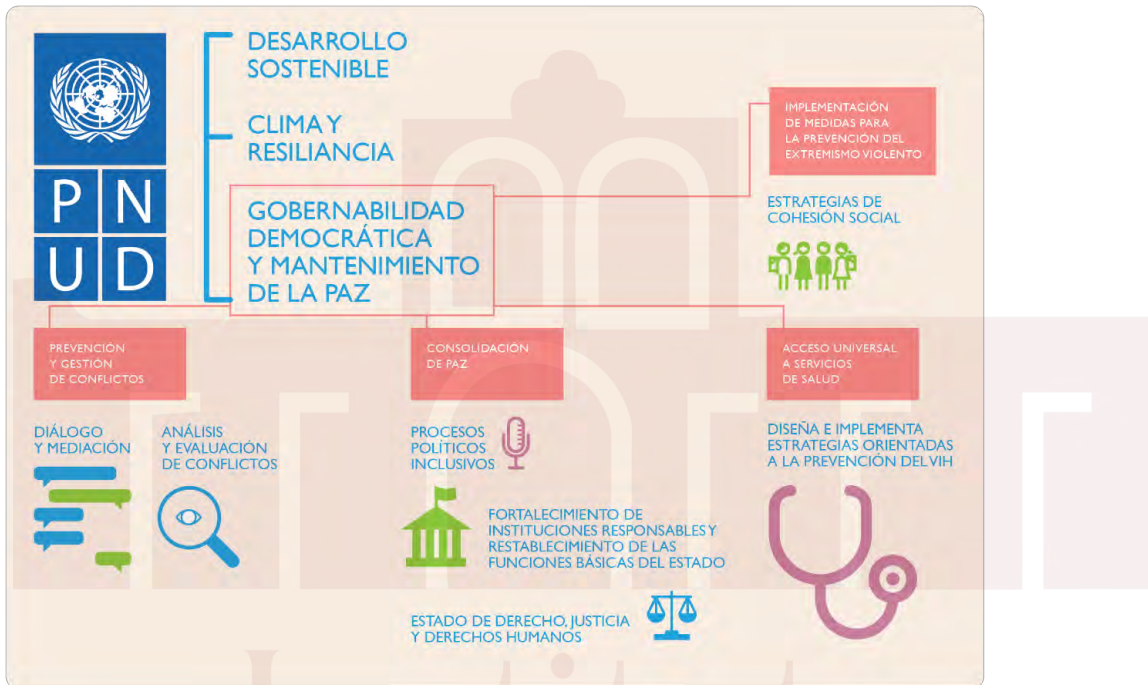 PN
UD
DESARROLLO
SOSTENIBLE
CLIMA Y
RESILIANCIA
GOBERNABILIDAD
DEMOCRÁTICA
Y MANTENIMIENTO
DE LA PAZ
IMPLEMENTACIÓN
DE MEDIDAS PARA
LA PREVENCIÓN DEL
EXTREMISMO VIOLENTO
ESTRATEGIAS DE
COHESIÓN SOCIAL
PREVENCIÓN
Y GESTIÓN
DE CONFLICTOS
DIÁLOGO
Y MEDIACIÓN
ANÁLISIS
Y EVALUACIÓN
DE CONFLICTOS
CONSOLIDACIÓN
DE PAZ
PROCESOS
POLÍTICOS
INCLUSIVOS
FORTALECIMIENTO DE
INSTITUCIONES RESPONSABLES Y
RESTABLECIMIENTO DE LAS
FUNCIONES BÁSICAS DEL ESTADO
ESTADO DE DERECHO, JUSTICIA
Y DERECHOS HUMANOS
ACCESO UNIVERSAL
A SERVICIOS
DE SALUD
DISEÑA E IMPLEMENTA
ESTRATEGIAS ORIENTADAS
A LA PREVENCIÓN DEL VIH